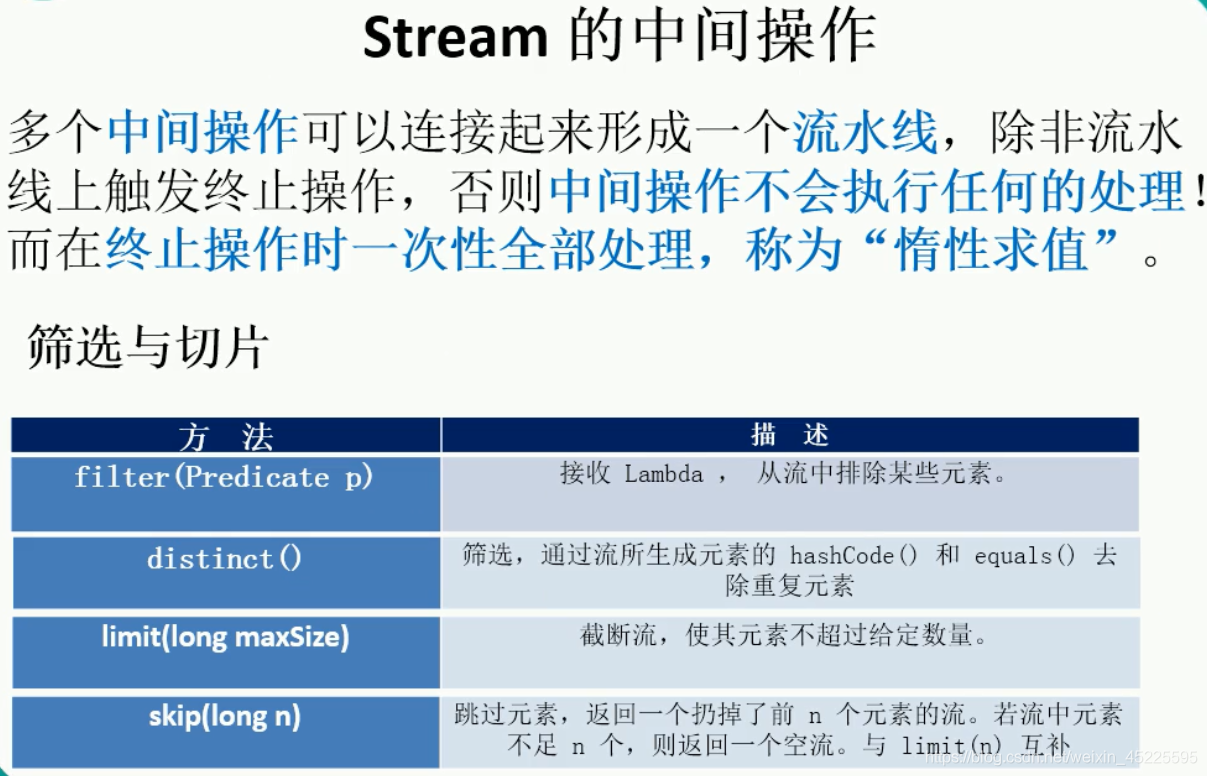 Stream 的中间操作
多个中间操作可以连接起来形成一个流水线，除非流水
线上触发终止操作，否则中间操作不会执行任何的处理！
而在终止操作时一次性全部处理，称为“惰性求值”。
筛选与切片
方 法
描 述
filter(Predicate p)
接收 Lambda ， 从流中排除某些元素。
distinct()
筛选，通过流所生成元素的 hashCode() 和 equals() 去
除重复元素
limit(long maxSize)
截断流，使其元素不超过给定数量。
skip(long n)
跳过元素，返回一个扔掉了前 n 个元素的流。若流中元素
不足 n 个，则返回一个空流。与 limit(n) 互补
https://blog.csdn.net/weixin_45225595